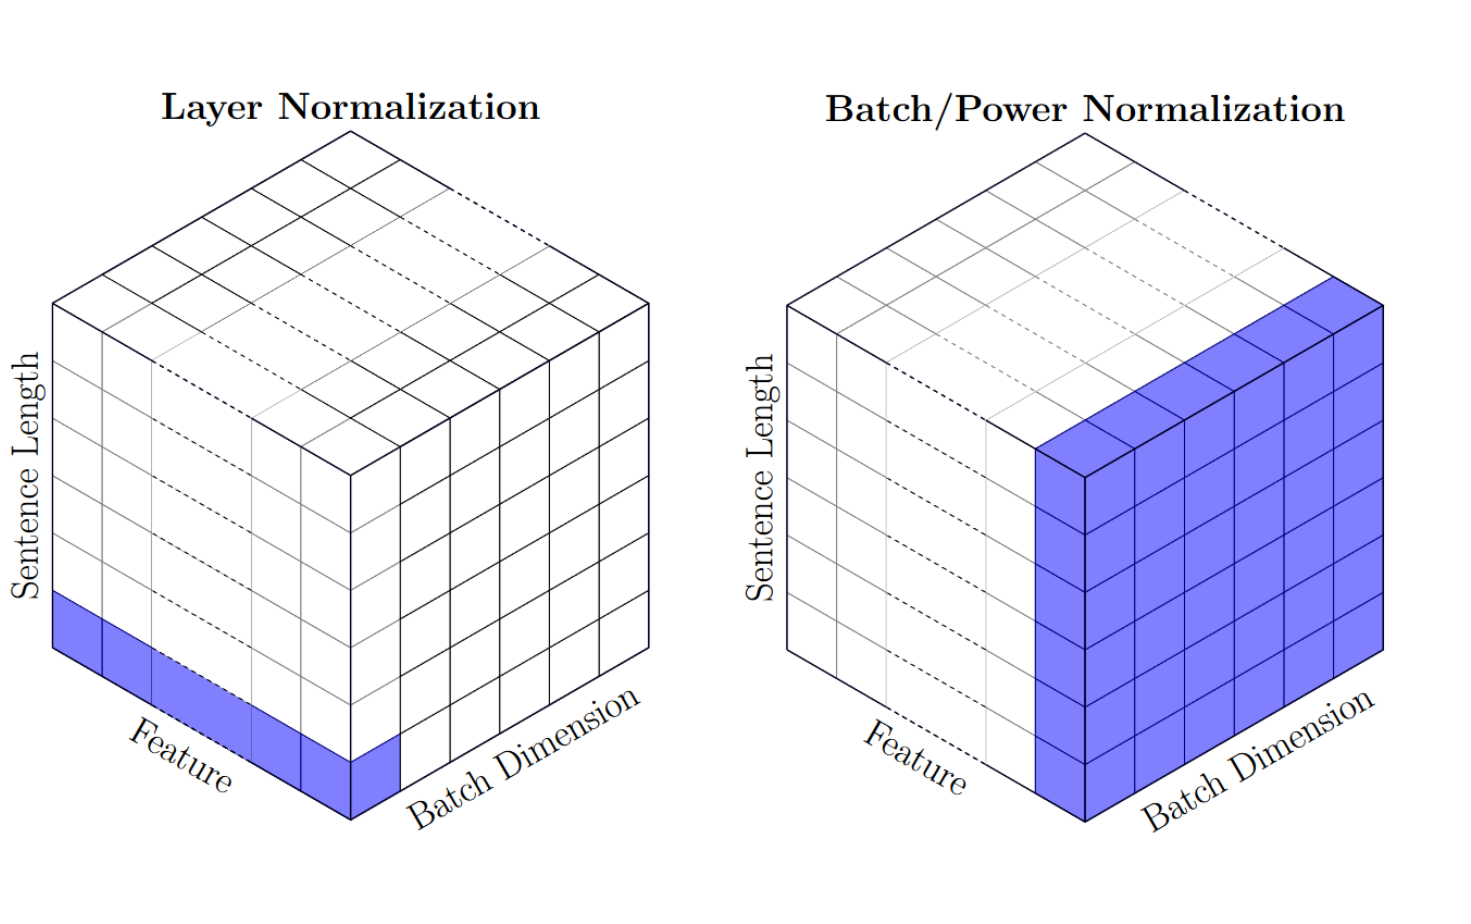 Layer Normalization
Sentence Length
Feature
Batch Dimension
Batch/Power Normalization
Sentence Length
Feature
Batch Dimension